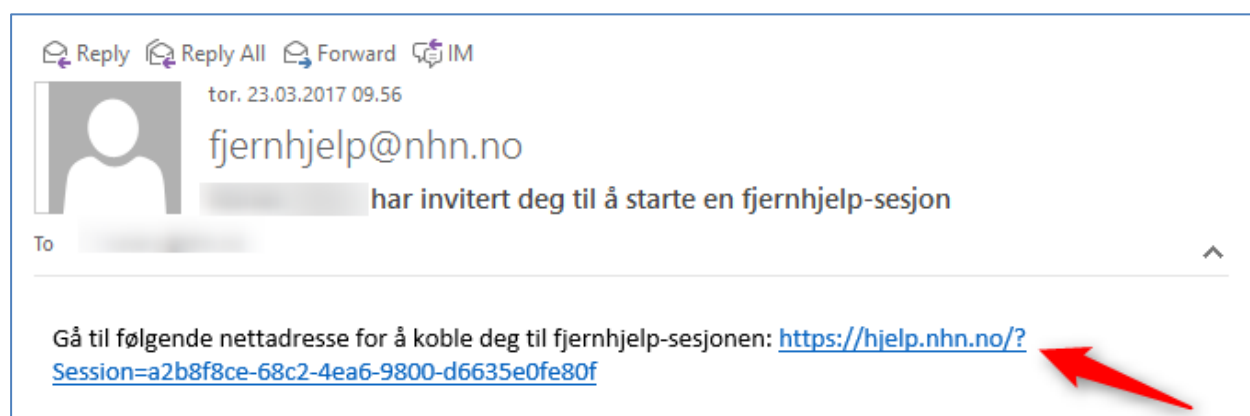 Reply Reply All Forward IM
tor. 23.03.2017 09.56
fjernhjelp@nhn.no
har invitert deg til å starte en fjernhjelp-sesjon
To
Gå til følgende nettadresse for å koble deg til fjernhjelp-sesjonen: https://hjelp.nhn.no/?
Session=a2b8f8ce-68c2-4ea6-9800-d6635e0fe80f